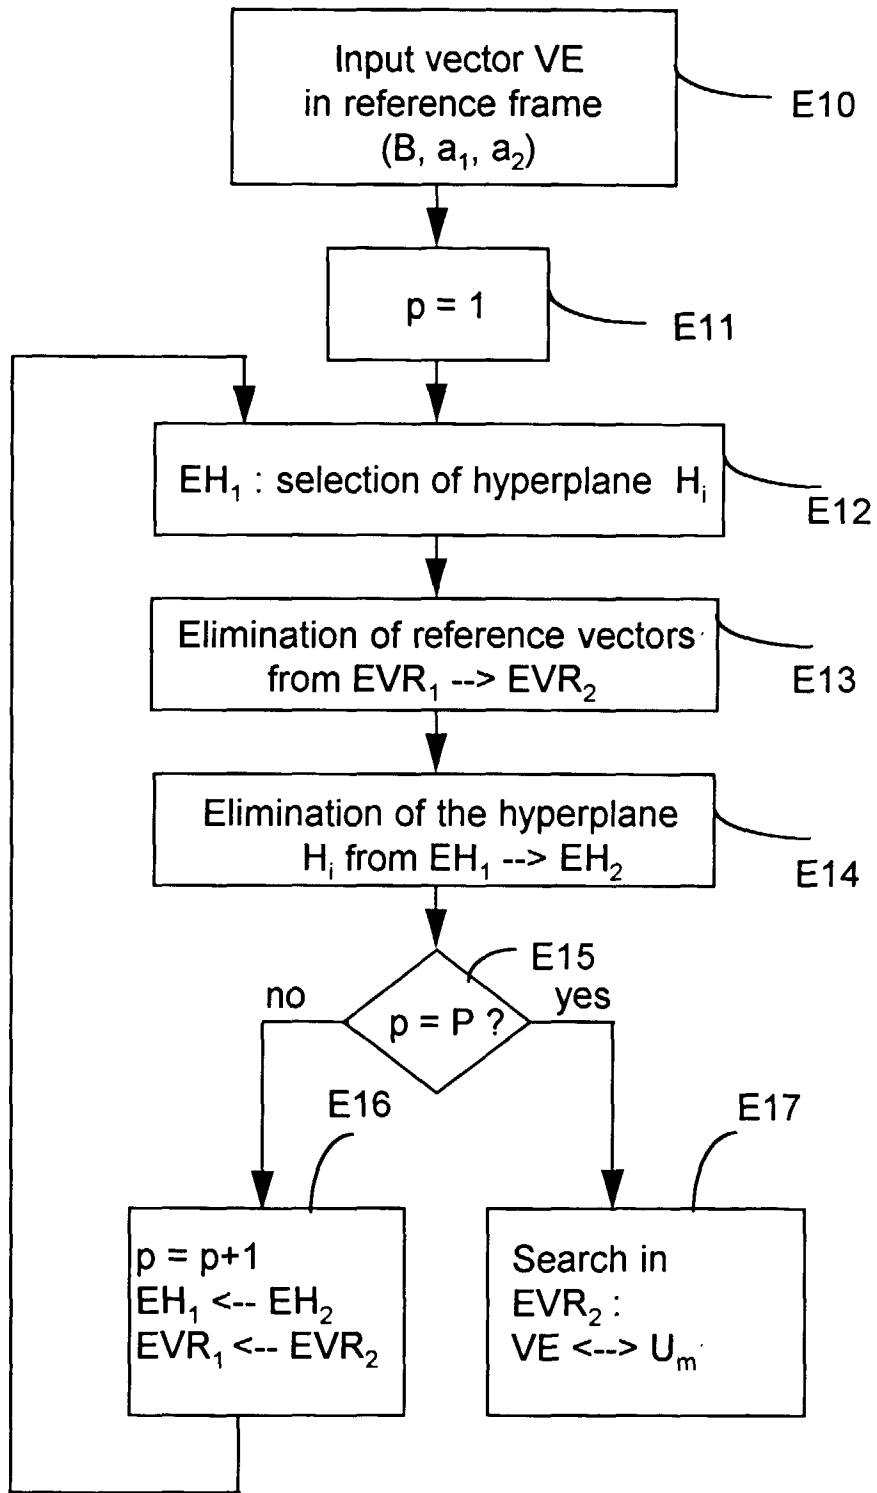 Input vector VE
in reference frame
(B, a₁, a₂)
E10
p = 1
E11
EH₁ : selection of hyperplane Hᵢ
E12
Elimination of reference vectors
from EVR₁ --> EVR₂
E13
Elimination of the hyperplane
Hᵢ from EH₁ --> EH₂
E14
E15
no
p = P ?
yes
E16
E17
p = p+1
EH₁ <-- EH₂
EVR₁ <-- EVR₂
Search in
EVR₂ :
VE <--> Uₘ